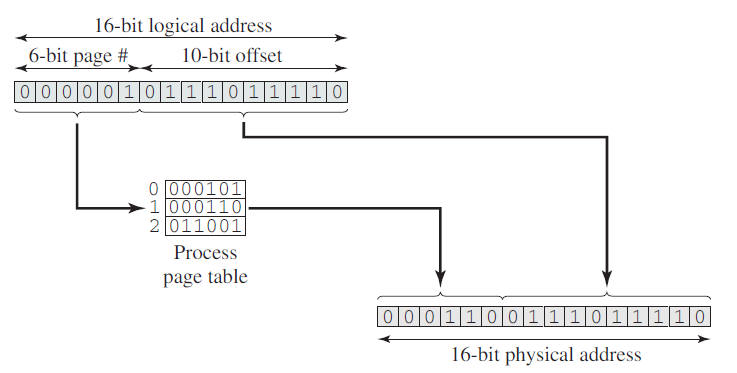 16-bit logical address
6-bit page # 10-bit offset
0 0 0 0 0 1 0 1 1 1 0 1 1 1 1 0
0 000101
1 000110
2 011001
Process
page table
0 0 0 1 1 0 0 1 1 1 0 1 1 1 1 0
16-bit physical address